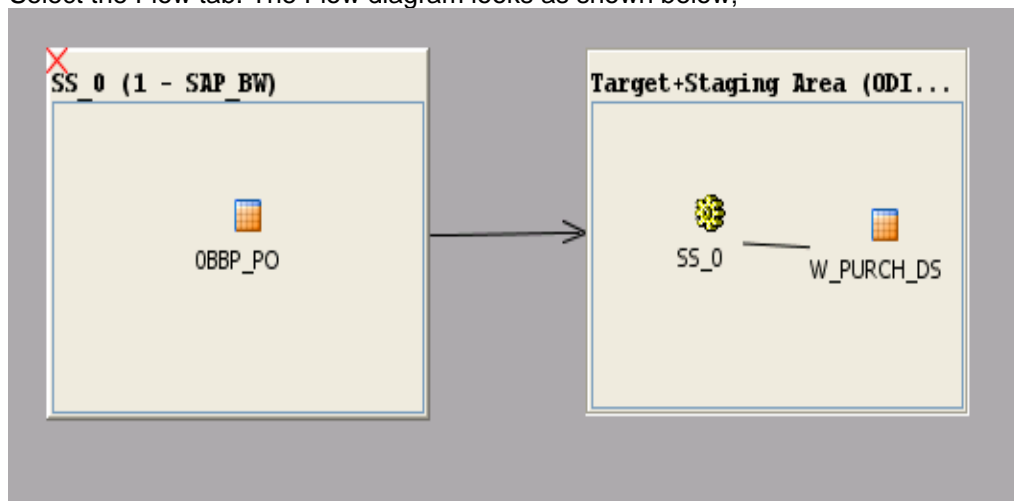 Select the Flow tab. The Flow diagram looks as shown below;
SS_0 (1 - SAP_BW)
Target+Staging Area (ODI...
0BBP_PO
SS_0
W_PURCH_DS